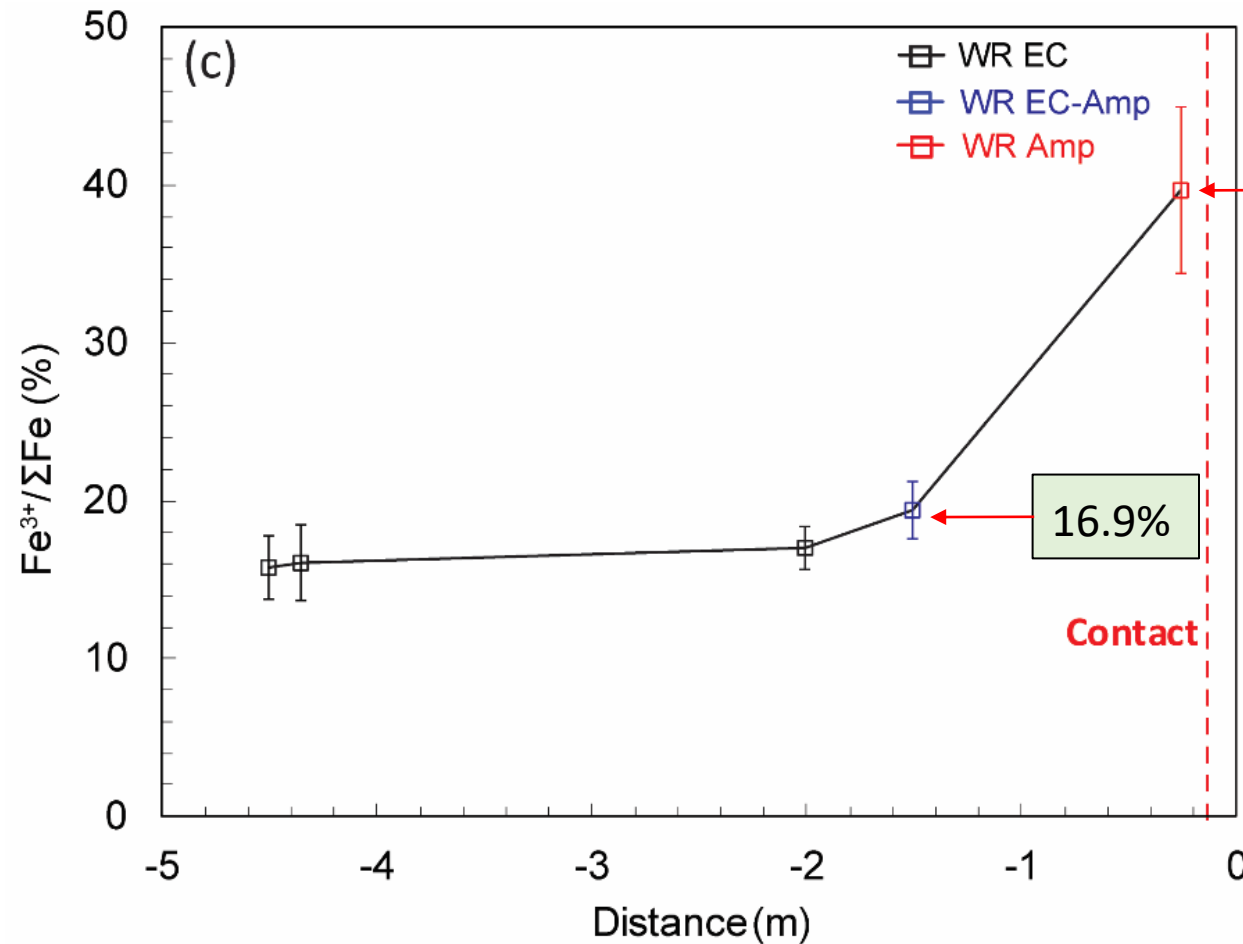 (c)
WR EC
WR EC-Amp
WR Amp
Fe³⁺/ΣFe (%)
50
40
30
20
10
0
16.9%
Contact
-5 -4 -3 -2 -1 0
Distance (m)